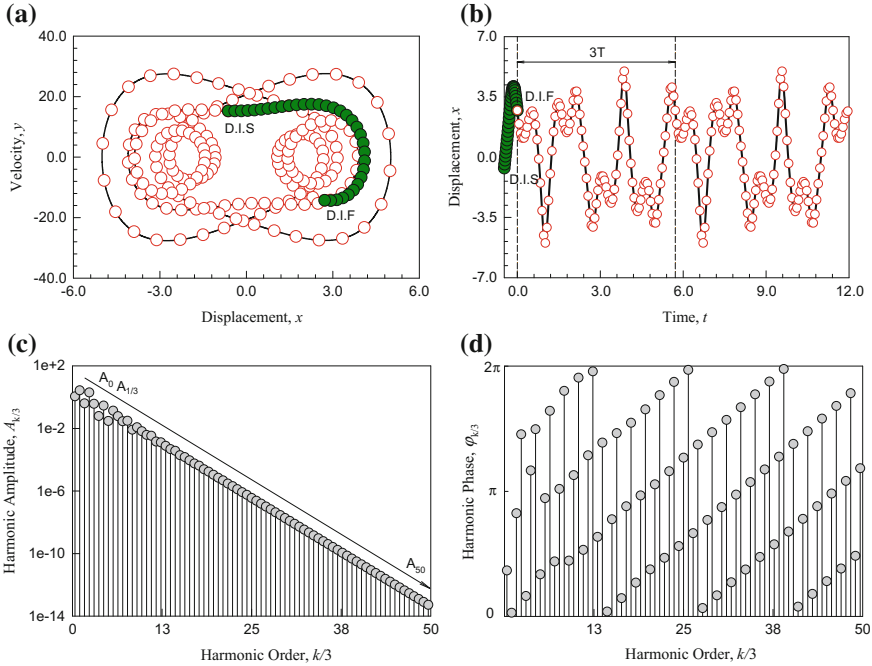 (a)
40.0
20.0
0.0
-20.0
-40.0
Velocity, y
D.I.S
D.I.F
-6.0 -3.0 0.0 3.0 6.0
Displacement, x
(b)
7.0
3.5
0.0
-3.5
-7.0
Displacement, x
3T
D.I.F
D.I.S
0.0 3.0 6.0 9.0 12.0
Time, t
(c)
1e+2
1e-2
1e-6
1e-10
1e-14
Harmonic Amplitude, A_{k/3}
A_0 A_{1/3}
A_{50}
0 13 25 38 50
Harmonic Order, k/3
(d)
2π
π
0
Harmonic Phase, φ_{k/3}
13 25 38 50
Harmonic Order, k/3